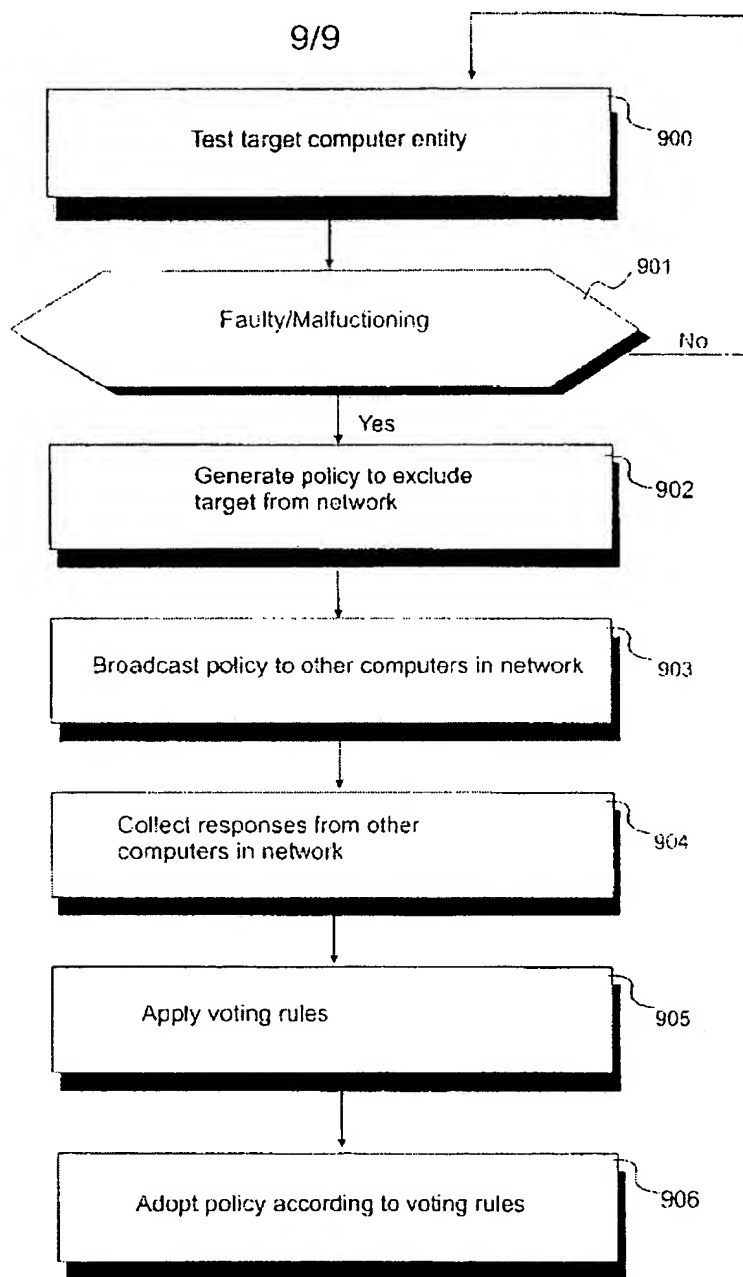 9/9
Test target computer entity
900
901
Faulty/Malfuctioning
No
Yes
Generate policy to exclude
target from network
902
Broadcast policy to other computers in network
903
Collect responses from other
computers in network
904
Apply voting rules
905
Adopt policy according to voting rules
906